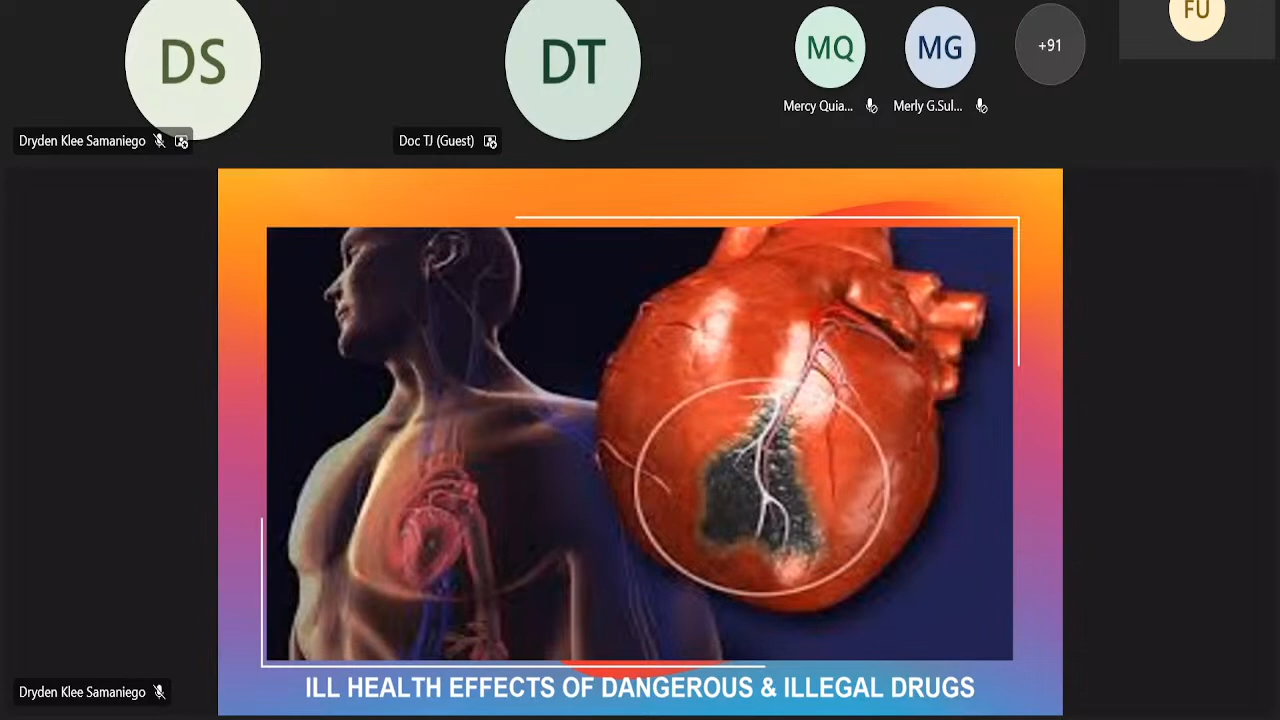 DS
DT
MQ
MG
+91
FU
Mercy Quia...
Merly G.Sul...
Dryden Klee Samaniego
Doc TJ (Guest)
ILL HEALTH EFFECTS OF DANGEROUS & ILLEGAL DRUGS
Dryden Klee Samaniego